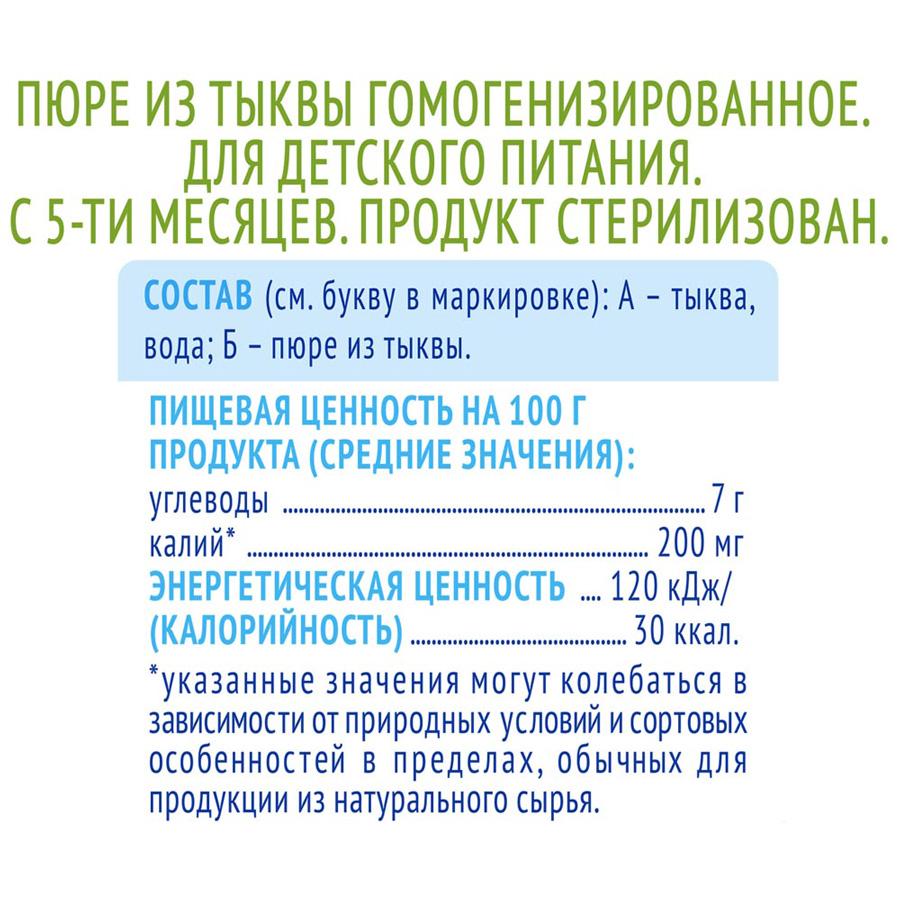 ПЮРЕ ИЗ ТЫКВЫ ГОМОГЕНИЗИРОВАННОЕ.
ДЛЯ ДЕТСКОГО ПИТАНИЯ.
С 5-ТИ МЕСЯЦЕВ. ПРОДУКТ СТЕРИЛИЗОВАН.
СОСТАВ (см. букву в маркировке): А – тыква,
вода; Б – пюре из тыквы.
ПИЩЕВАЯ ЦЕННОСТЬ НА 100 Г
ПРОДУКТА (СРЕДНИЕ ЗНАЧЕНИЯ):
углеводы ........ 7 г
калий* ........ 200 мг
ЭНЕРГЕТИЧЕСКАЯ ЦЕННОСТЬ .... 120 кДж/
(КАЛОРИЙНОСТЬ) ........ 30 ккал.
*указанные значения могут колебаться в
зависимости от природных условий и сортовых
особенностей в пределах, обычных для
продукции из натурального сырья.